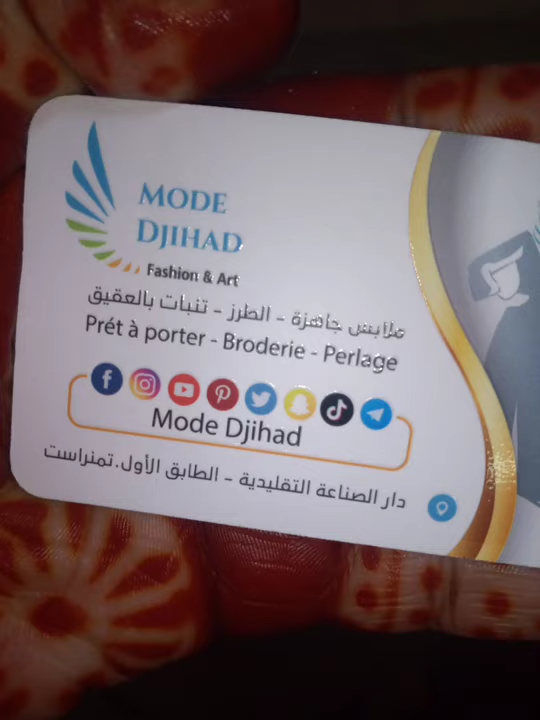 MODE
DJIHAD
Fashion & Art
ملابس جاهزة - الطرز - تنبات بالعقيق
Prét à porter - Broderie - Perlage
Mode Djihad
دار الصناعة التقليدية - الطابق الأول.تمنراست